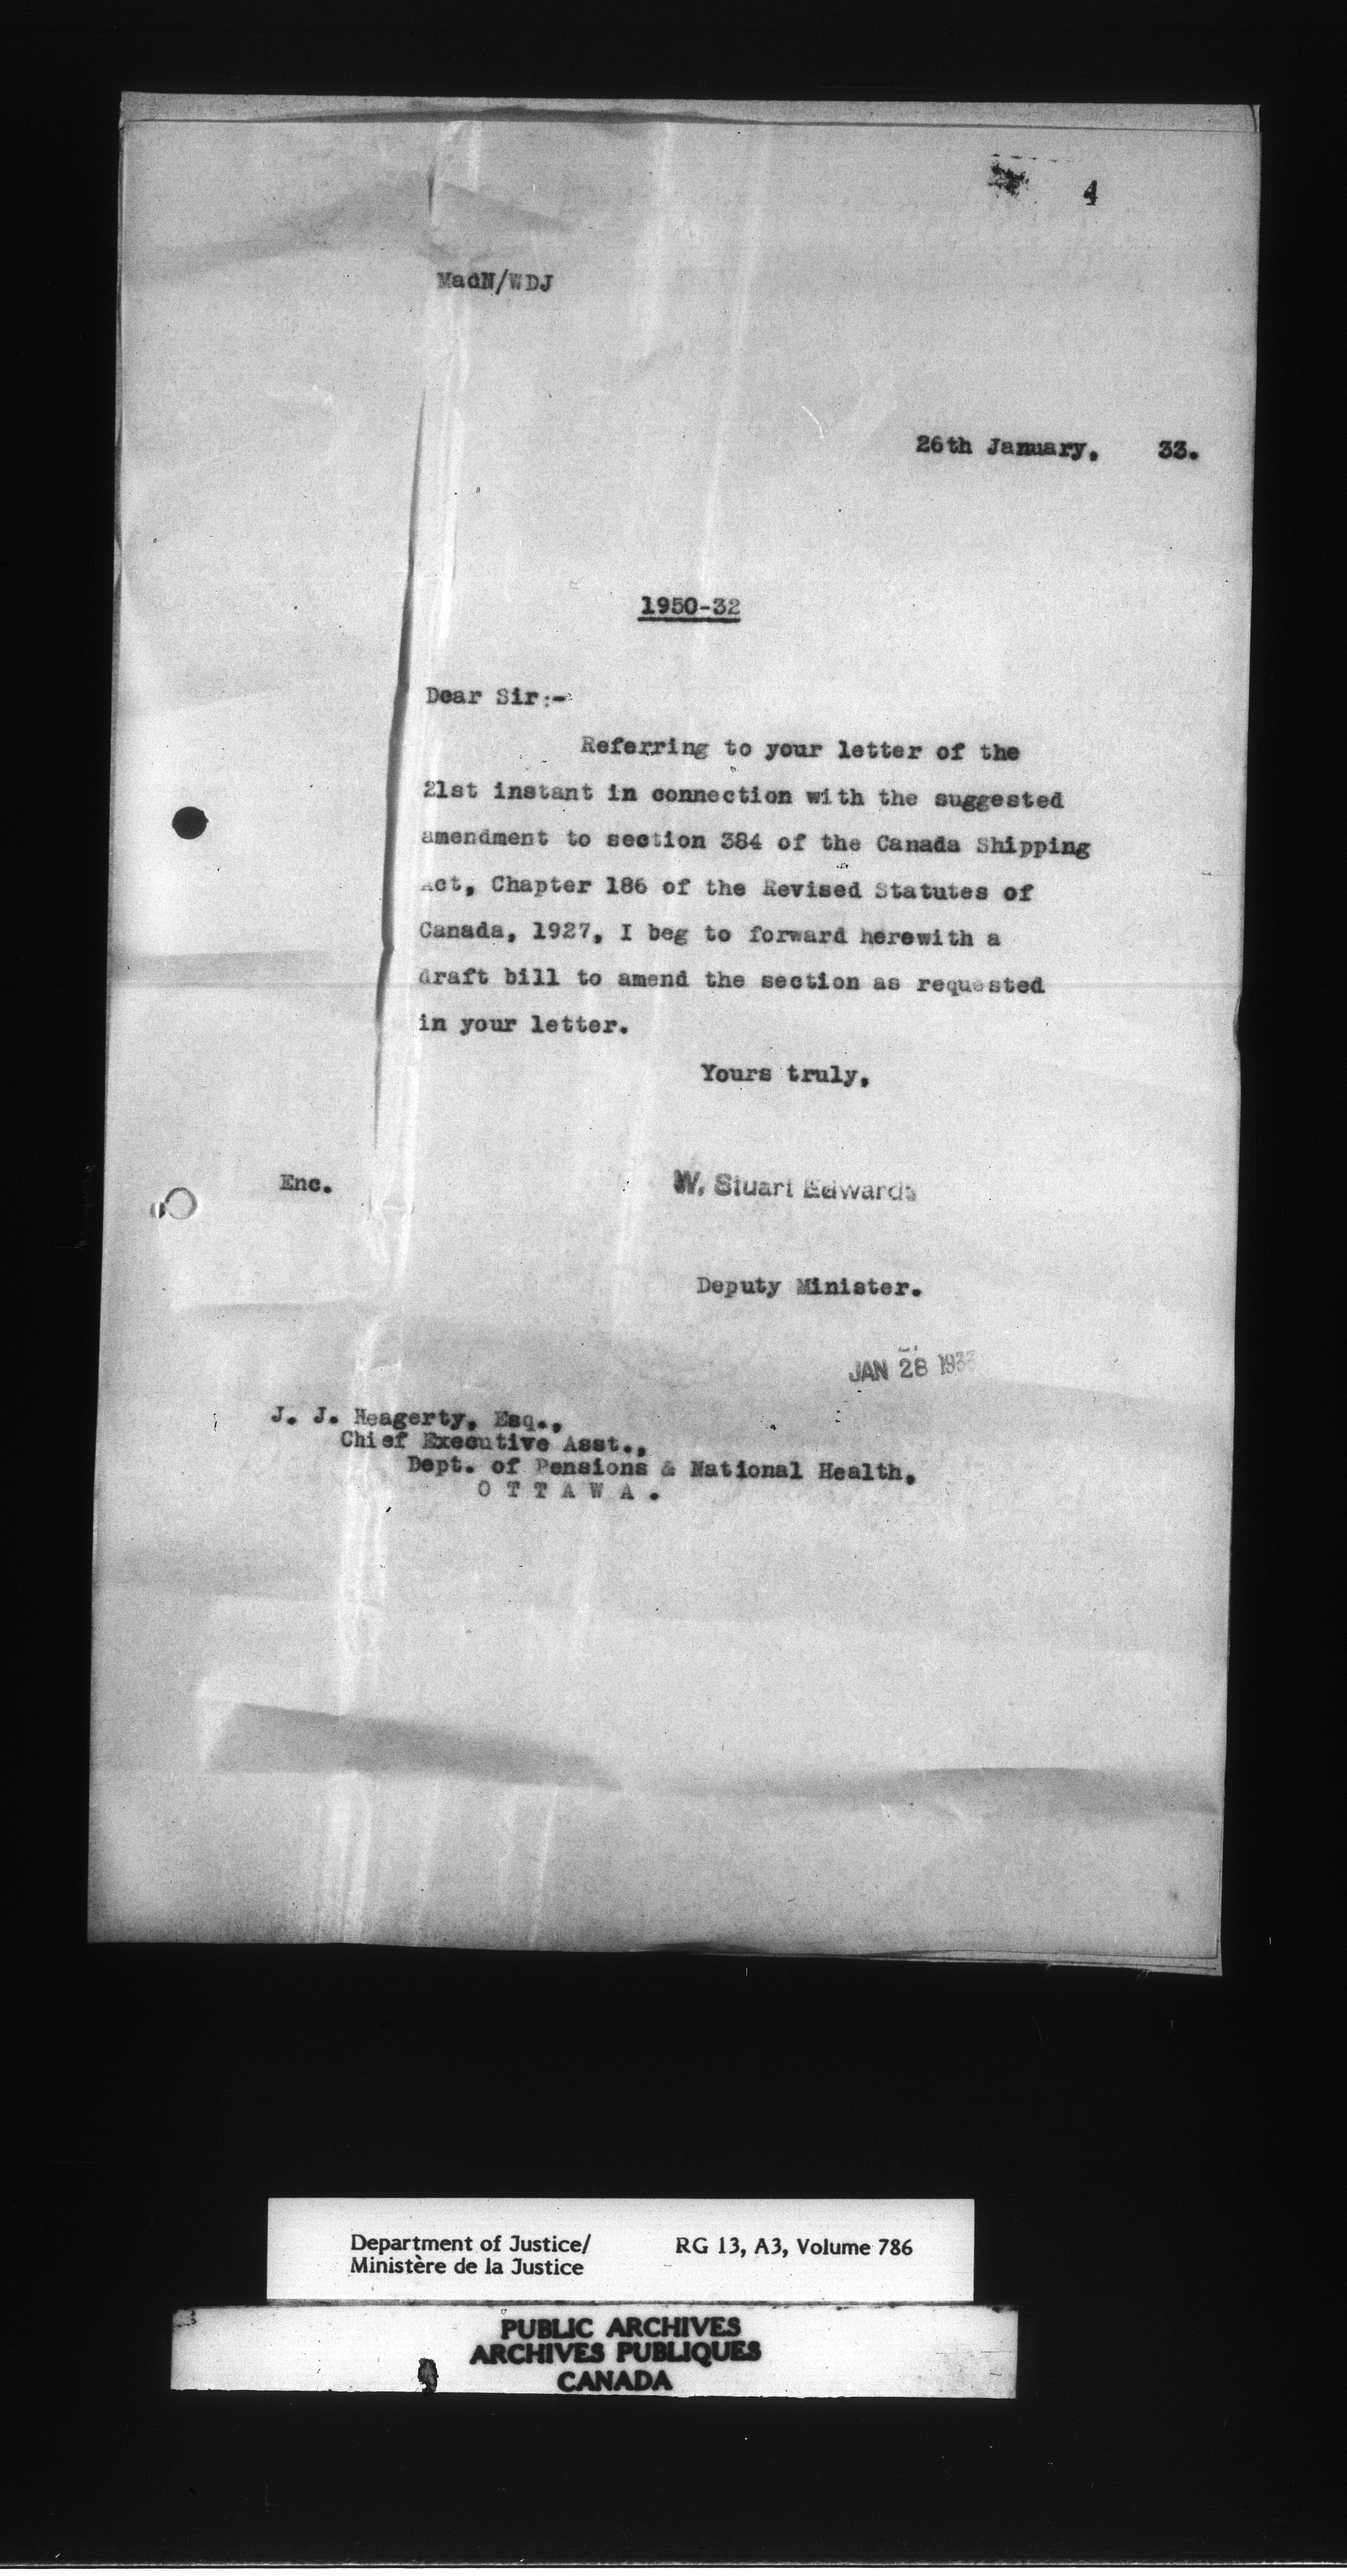 4
MacN/WDJ
26th January, 33.
1950-32
Dear Sir:-
Referring to your letter of the
21st instant in connection with the suggested
amendment to section 384 of the Canada Shipping
Act, Chapter 186 of the Revised Statutes of
Canada, 1927, I beg to forward herewith a
draft bill to amend the section as requested
in your letter.
Yours truly,
Enc.
W. Stuart Edwards
Deputy Minister.
JAN 28 1933
J. J. Heagerty, Esq.,
Chief Executive Asst.,
Dept. of Pensions & National Health,
O T T A W A .
Department of Justice/
Ministère de la Justice
RG 13, A3, Volume 786
PUBLIC ARCHIVES
ARCHIVES PUBLIQUES
CANADA